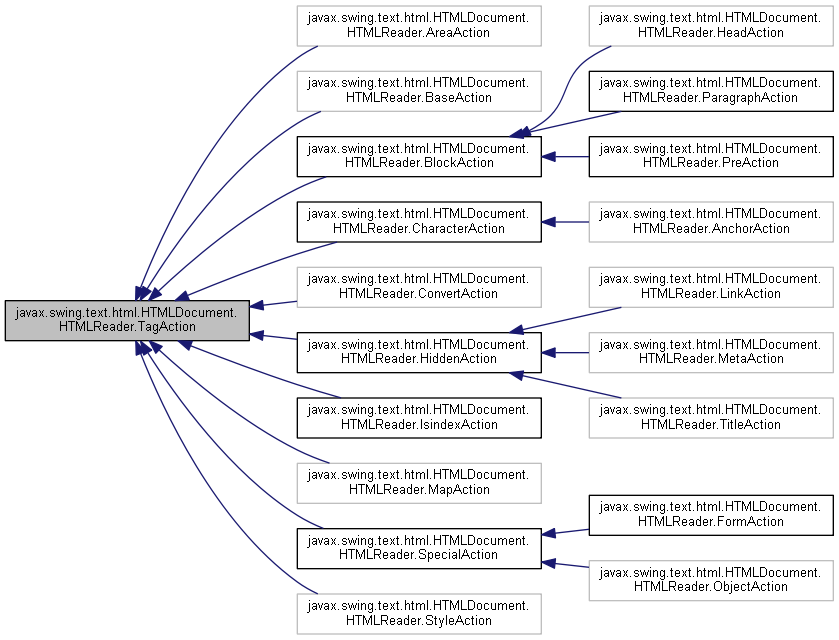 javax.swing.text.html.HTMLDocument.
HTMLReader.TagAction
javax.swing.text.html.HTMLDocument.
HTMLReader.AreaAction
javax.swing.text.html.HTMLDocument.
HTMLReader.BaseAction
javax.swing.text.html.HTMLDocument.
HTMLReader.BlockAction
javax.swing.text.html.HTMLDocument.
HTMLReader.CharacterAction
javax.swing.text.html.HTMLDocument.
HTMLReader.ConvertAction
javax.swing.text.html.HTMLDocument.
HTMLReader.HiddenAction
javax.swing.text.html.HTMLDocument.
HTMLReader.IsindexAction
javax.swing.text.html.HTMLDocument.
HTMLReader.MapAction
javax.swing.text.html.HTMLDocument.
HTMLReader.SpecialAction
javax.swing.text.html.HTMLDocument.
HTMLReader.StyleAction
javax.swing.text.html.HTMLDocument.
HTMLReader.HeadAction
javax.swing.text.html.HTMLDocument.
HTMLReader.ParagraphAction
javax.swing.text.html.HTMLDocument.
HTMLReader.PreAction
javax.swing.text.html.HTMLDocument.
HTMLReader.AnchorAction
javax.swing.text.html.HTMLDocument.
HTMLReader.LinkAction
javax.swing.text.html.HTMLDocument.
HTMLReader.MetaAction
javax.swing.text.html.HTMLDocument.
HTMLReader.TitleAction
javax.swing.text.html.HTMLDocument.
HTMLReader.FormAction
javax.swing.text.html.HTMLDocument.
HTMLReader.ObjectAction